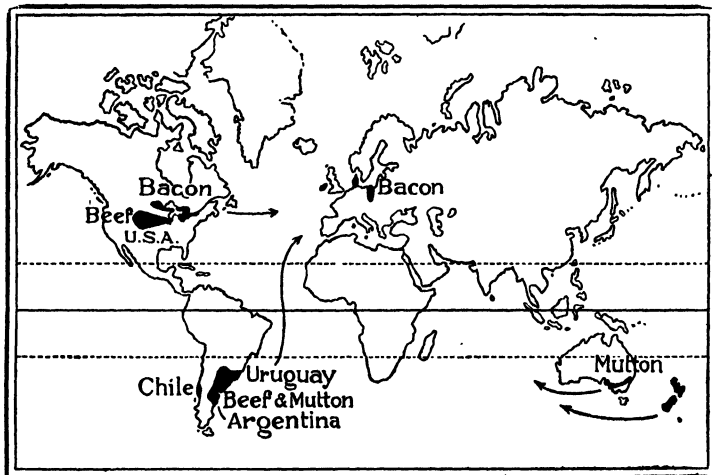 Bacon
Beef
U.S.A.
Bacon
Mutton
Chile
Uruguay
Beef & Mutton
Argentina